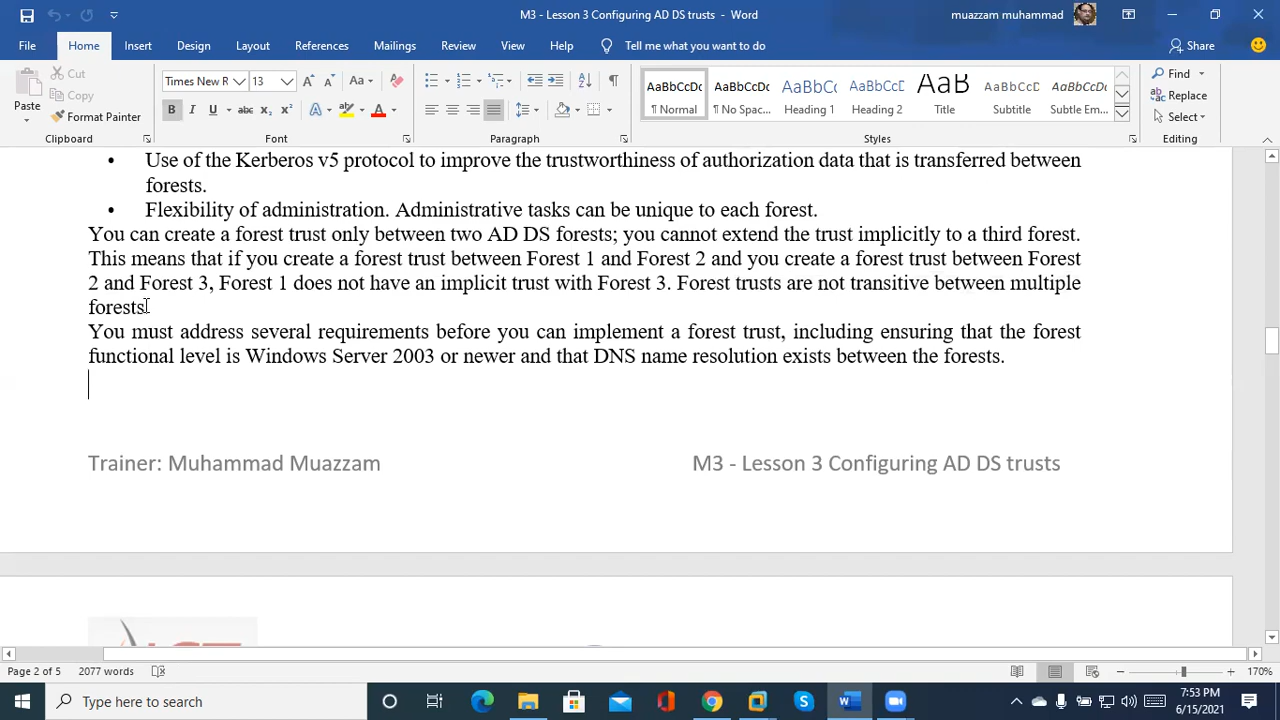 M3 - Lesson 3 Configuring AD DS trusts - Word
muazzam muhammad
File Home Insert Design Layout References Mailings Review View Help Tell me what you want to do Share
Paste
Cut
Copy
Format Painter
Clipboard
Times New R 13
Aa
B I U abc x₂ x²
A A
Font
Paragraph
AaBbCcDc AaBbCcDc AaBbCc AaBbCcD AaB AaBbCcD AaBbCcDt
¶ Normal ¶ No Spac... Heading 1 Heading 2 Title Subtitle Subtle Em...
Styles
Find
Replace
Select
Editing
• Use of the Kerberos v5 protocol to improve the trustworthiness of authorization data that is transferred between
forests.
• Flexibility of administration. Administrative tasks can be unique to each forest.
You can create a forest trust only between two AD DS forests; you cannot extend the trust implicitly to a third forest.
This means that if you create a forest trust between Forest 1 and Forest 2 and you create a forest trust between Forest
2 and Forest 3, Forest 1 does not have an implicit trust with Forest 3. Forest trusts are not transitive between multiple
forests.
You must address several requirements before you can implement a forest trust, including ensuring that the forest
functional level is Windows Server 2003 or newer and that DNS name resolution exists between the forests.
Trainer: Muhammad Muazzam M3 - Lesson 3 Configuring AD DS trusts
Page 2 of 5 2077 words 170%
Type here to search
7:53 PM
6/15/2021